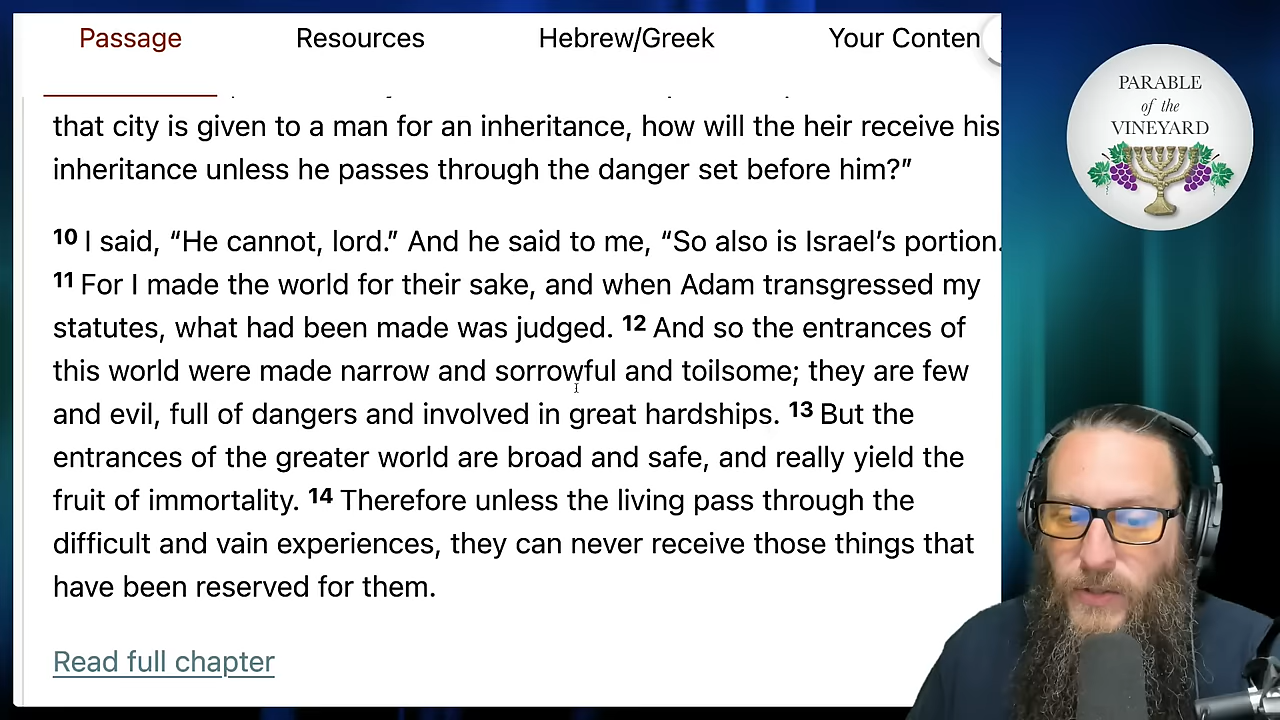 Passage
Resources
Hebrew/Greek
Your Conten
that city is given to a man for an inheritance, how will the heir receive his
inheritance unless he passes through the danger set before him?”
10 I said, “He cannot, lord.” And he said to me, “So also is Israel’s portion.
11 For I made the world for their sake, and when Adam transgressed my
statutes, what had been made was judged. 12 And so the entrances of
this world were made narrow and sorrowful and toilsome; they are few
and evil, full of dangers and involved in great hardships. 13 But the
entrances of the greater world are broad and safe, and really yield the
fruit of immortality. 14 Therefore unless the living pass through the
difficult and vain experiences, they can never receive those things that
have been reserved for them.
Read full chapter
PARABLE
of the
VINEYARD